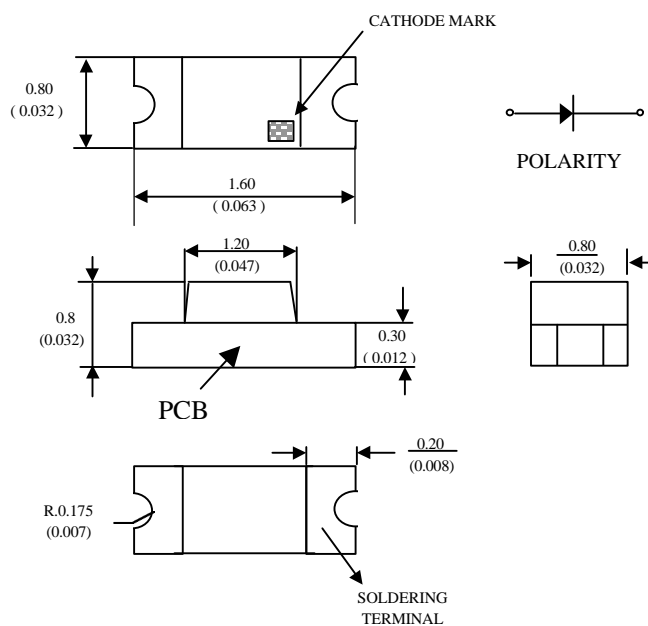 CATHODE MARK
0.80
( 0.032 )
POLARITY
1.60
( 0.063 )
1.20
(0.047)
0.80
(0.032)
0.8
(0.032)
0.30
( 0.012 )
PCB
0.20
(0.008)
R.0.175
(0.007)
SOLDERING
TERMINAL